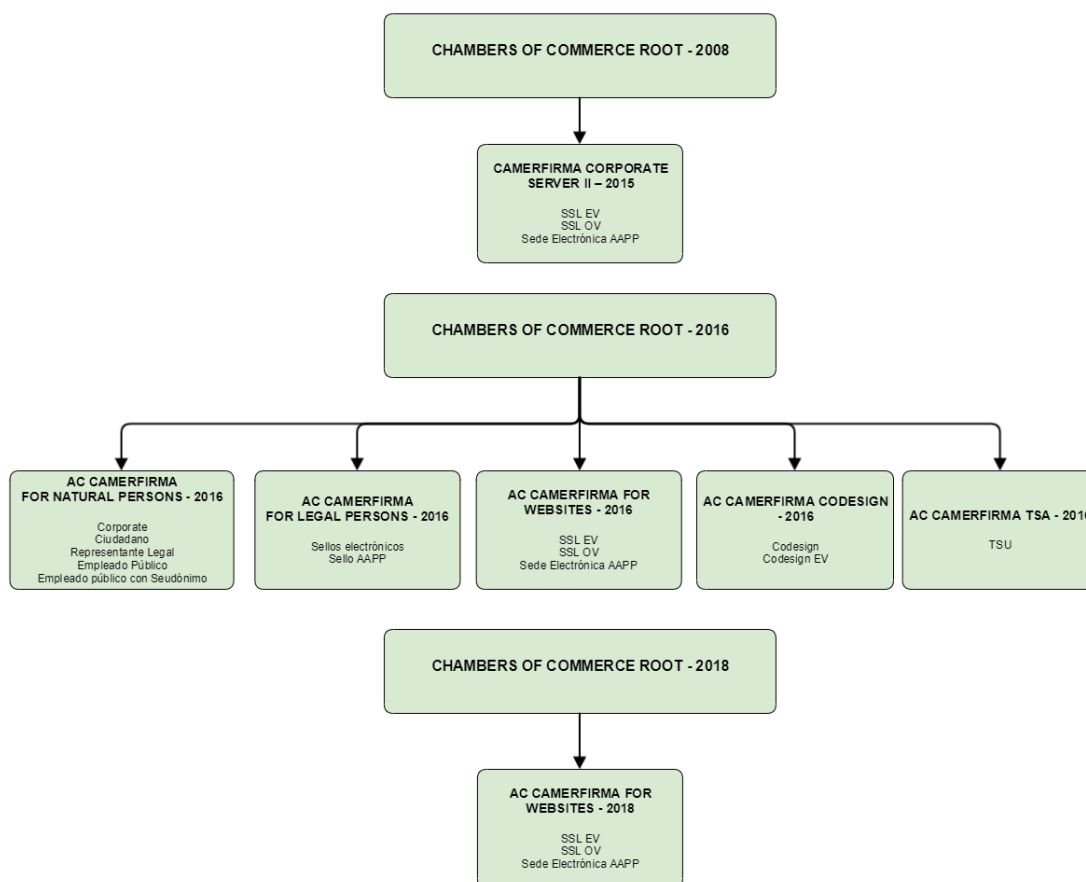 CHAMBERS OF COMMERCE ROOT - 2008
CAMERFIRMA CORPORATE
SERVER II – 2015
SSL EV
SSL OV
Sede Electrónica AAPP
CHAMBERS OF COMMERCE ROOT - 2016
AC CAMERFIRMA
FOR NATURAL PERSONS - 2016
Corporate
Ciudadano
Representante Legal
Empleado Público
Empleado público con Seudónimo
AC CAMERFIRMA
FOR LEGAL PERSONS - 2016
Sellos electrónicos
Sello AAPP
AC CAMERFIRMA FOR
WEBSITES - 2016
SSL EV
SSL OV
Sede Electrónica AAPP
AC CAMERFIRMA CODESIGN
- 2016
Codesign
Codesign EV
AC CAMERFIRMA TSA - 2016
TSU
CHAMBERS OF COMMERCE ROOT - 2018
AC CAMERFIRMA FOR
WEBSITES - 2018
SSL EV
SSL OV
Sede Electrónica AAPP